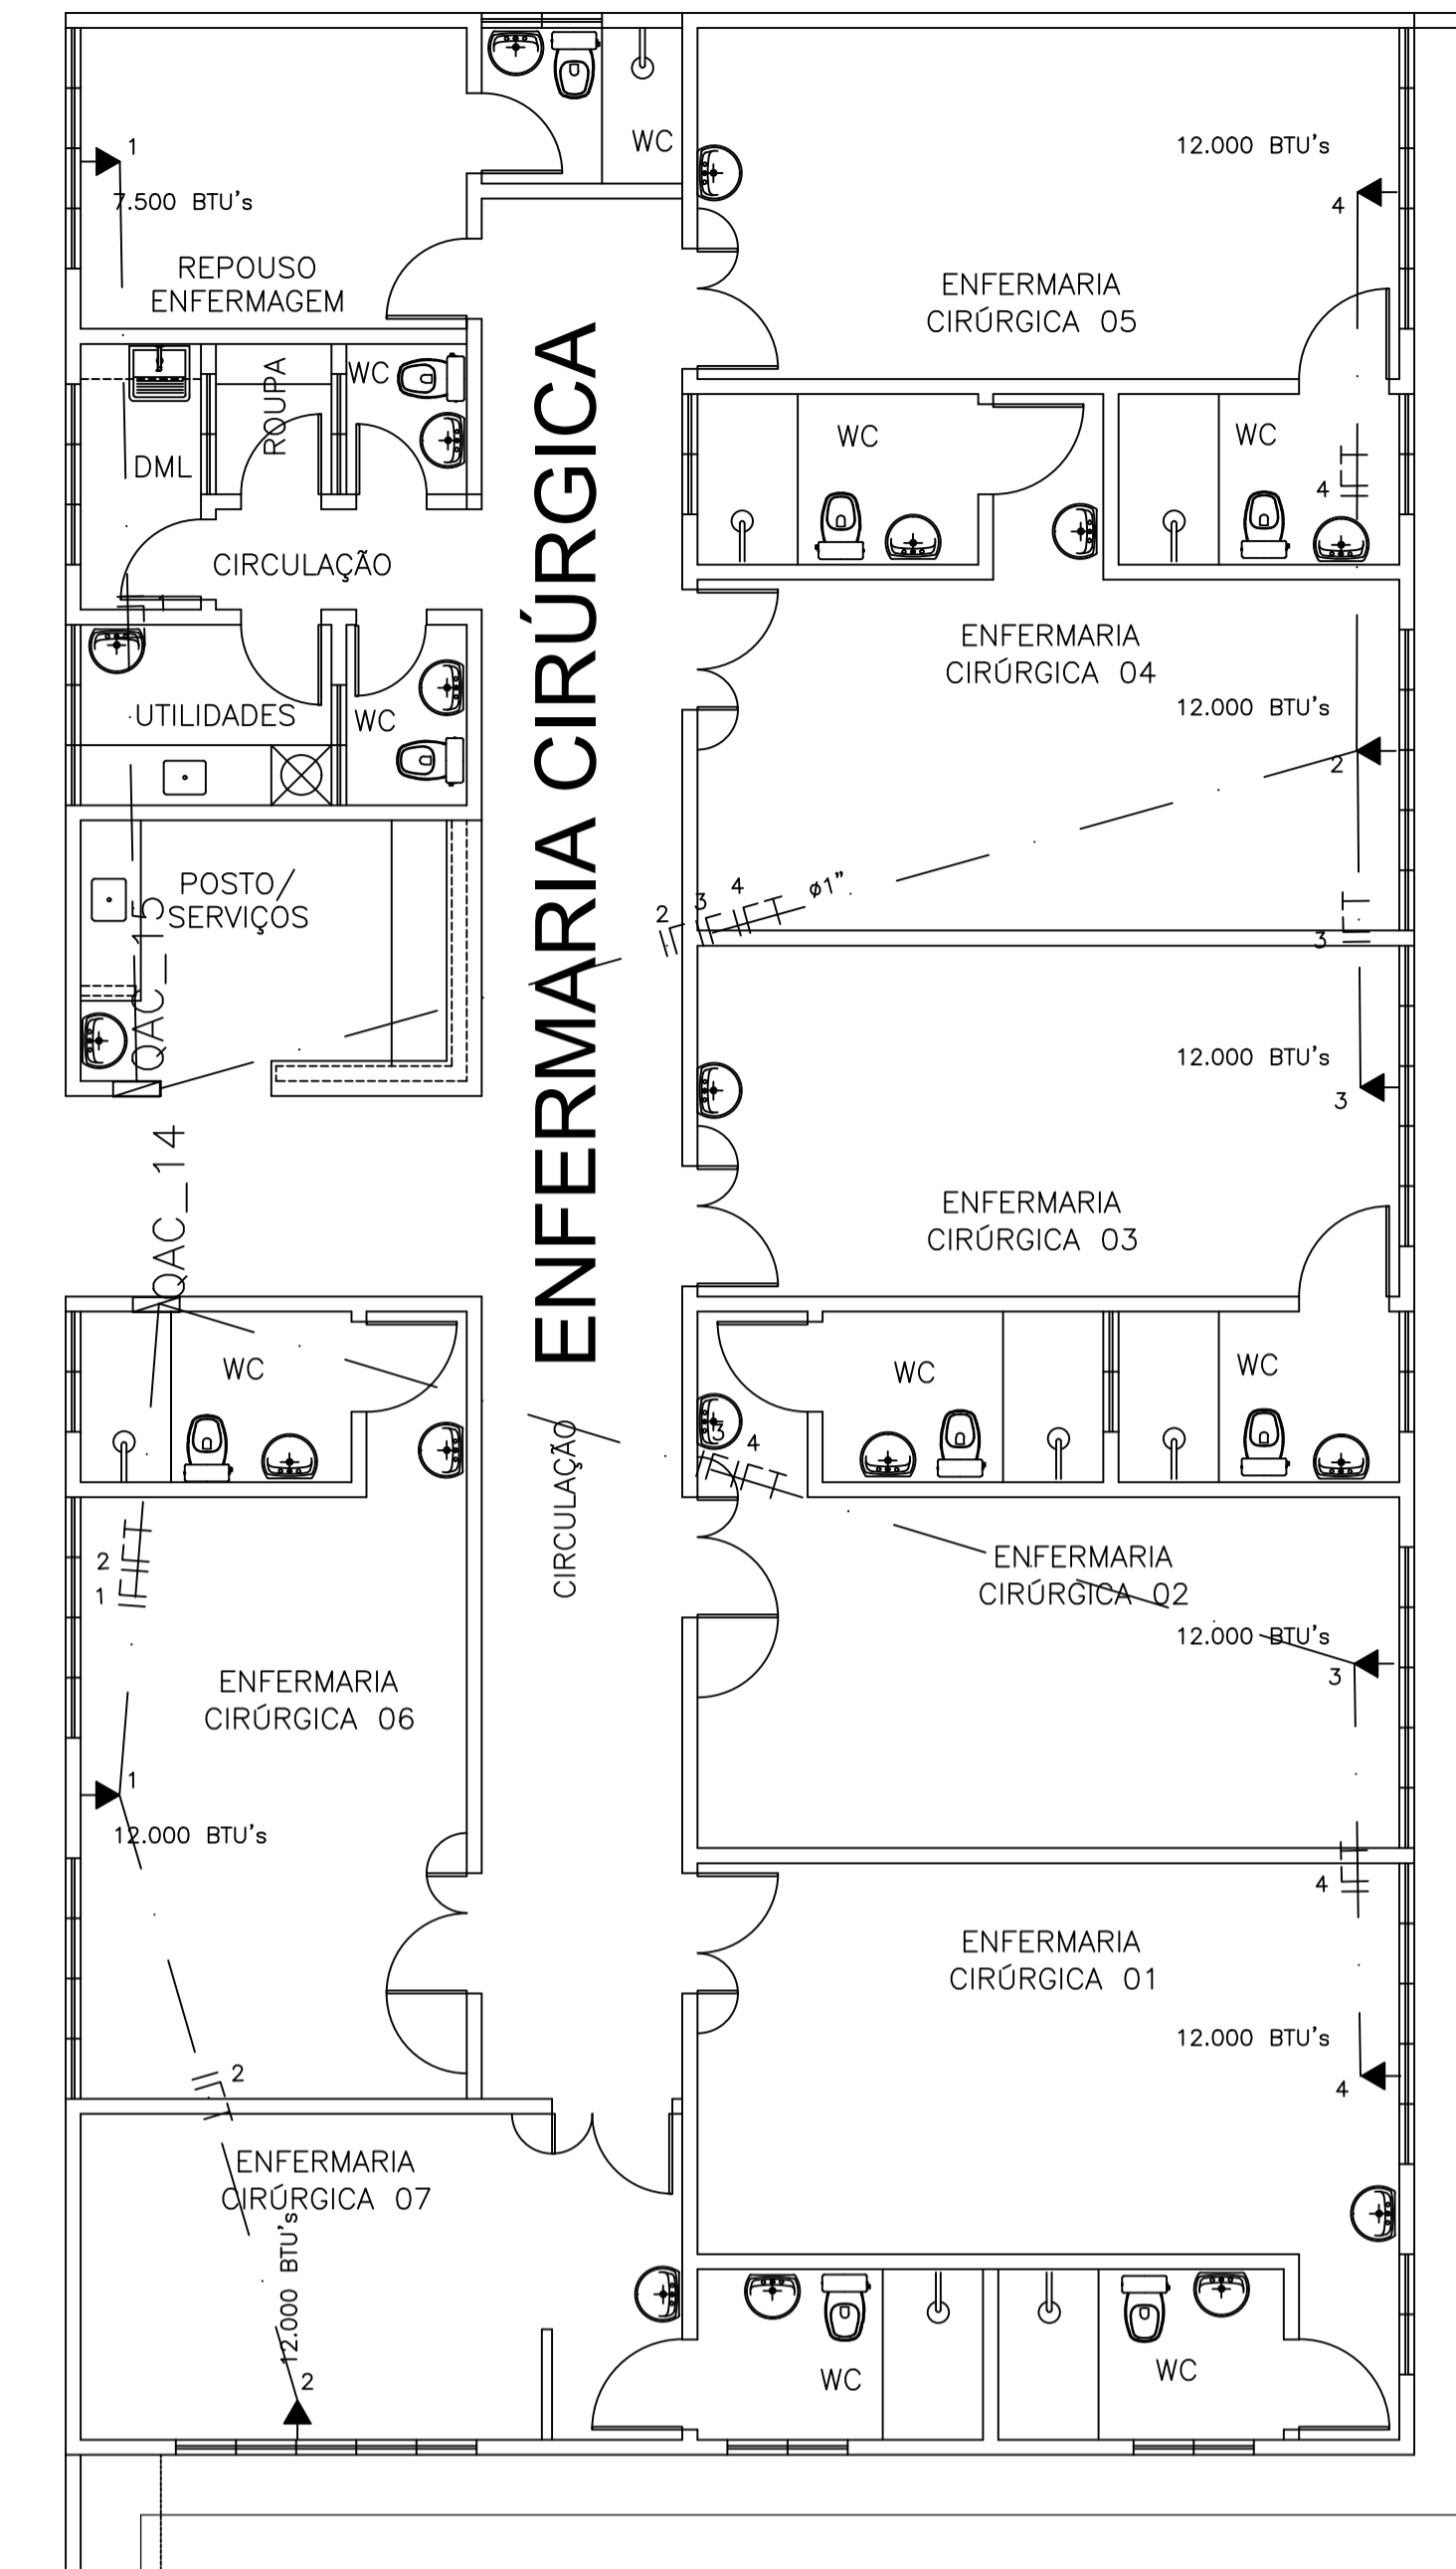 WC
1
12.000 BTU's
7.500 BTU's
4
REPOUSO
ENFERMAGEM
ENFERMARIA
CIRÚRGICA 05
ENFERMARIA CIRÚRGICA
ROUPA
WC
DML
WC
WC
4
CIRCULAÇÃO
1
ENFERMARIA
CIRÚRGICA 04
UTILIDADES
WC
12.000 BTU's
2
POSTO/
SERVIÇOS
2
3
4
ø1"
3
QAC_15
12.000 BTU's
3
QAC_14
ENFERMARIA
CIRÚRGICA 03
WC
WC
WC
CIRCULAÇÃO
3
4
2
1
ENFERMARIA
CIRÚRGICA 02
12.000 BTU's
3
ENFERMARIA
CIRÚRGICA 06
1
12.000 BTU's
4
ENFERMARIA
CIRÚRGICA 01
12.000 BTU's
4
2
ENFERMARIA
CIRÚRGICA 07
12.000 BTU's
2
WC
WC